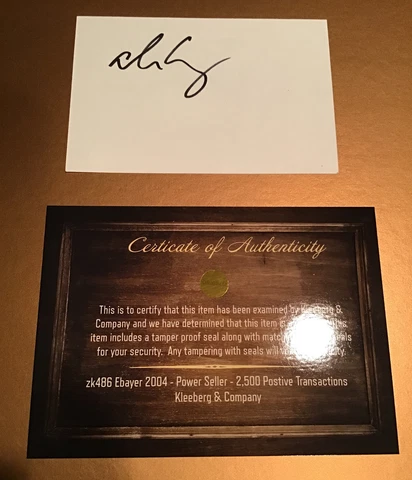 Certicate of Authenticity
This is to certify that this item has been examined by Kleeberg &
Company and we have determined that this item
item includes a tamper proof seal along with
for your security. Any tampering with seals will
zk486 Ebayer 2004 - Power Seller - 2,500 Postive Transactions
Kleeberg & Company